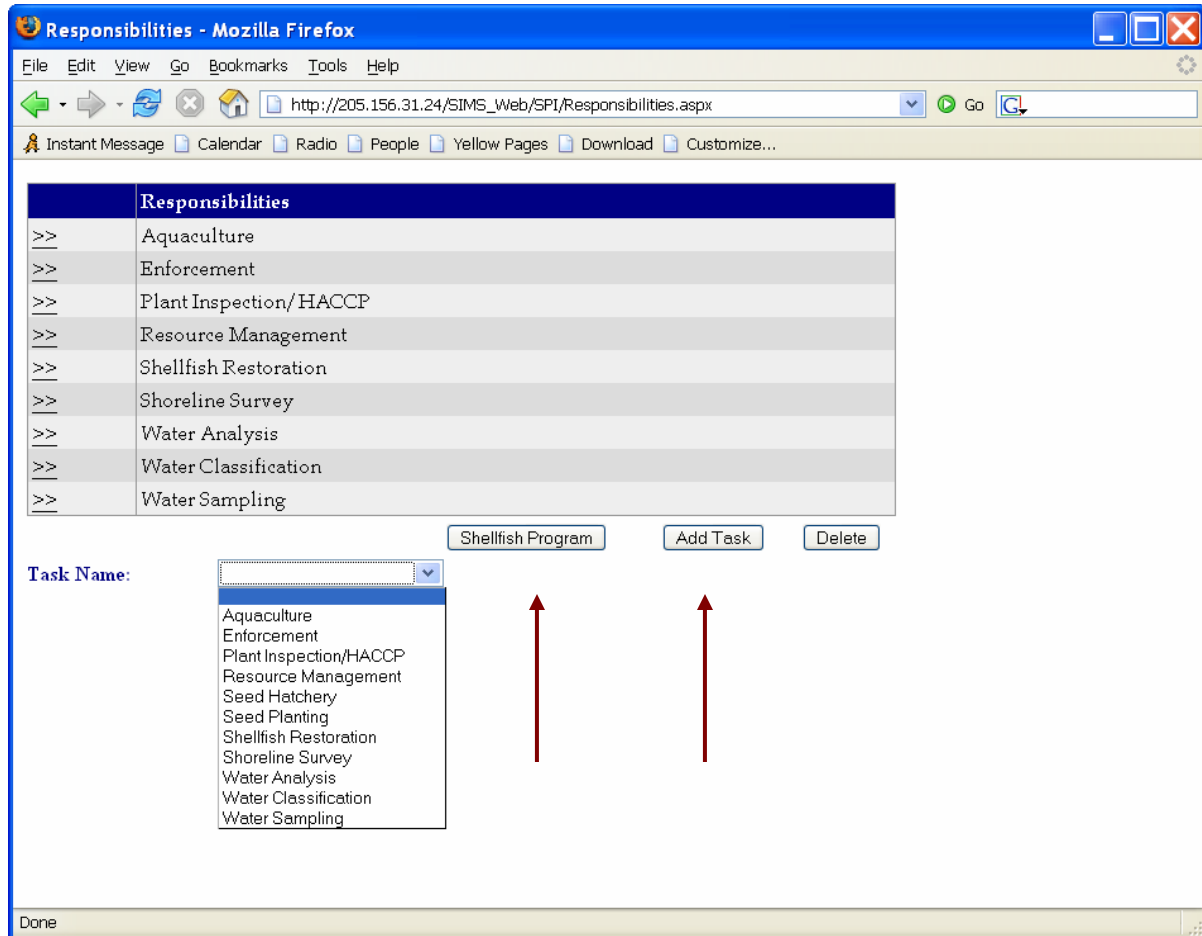 Responsibilities - Mozilla Firefox
File Edit View Go Bookmarks Tools Help
http://205.156.31.24/SIMS_Web/SPI/Responsibilities.aspx Go G
Instant Message Calendar Radio People Yellow Pages Download Customize...
Responsibilities
>> Aquaculture
>> Enforcement
>> Plant Inspection/ HACCP
>> Resource Management
>> Shellfish Restoration
>> Shoreline Survey
>> Water Analysis
>> Water Classification
>> Water Sampling
Shellfish Program Add Task Delete
Task Name:
Aquaculture
Enforcement
Plant Inspection/HACCP
Resource Management
Seed Hatchery
Seed Planting
Shellfish Restoration
Shoreline Survey
Water Analysis
Water Classification
Water Sampling
Done